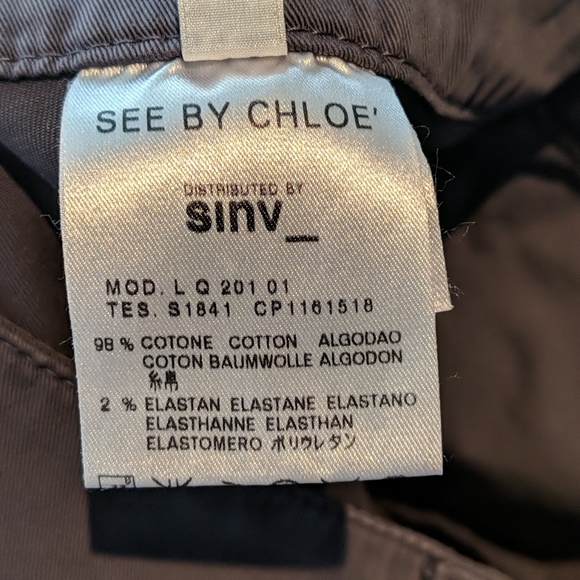 SEE BY CHLOE'
DISTRIBUTED BY
sinv_
MOD. L Q 201 01
TES. S1841 CP1161518
98 % COTONE COTTON ALGODAO
COTON BAUMWOLLE ALGODON
2 % ELASTAN ELASTANE ELASTANO
ELASTHANNE ELASTHAN
ELASTOMERO ポリウレタン